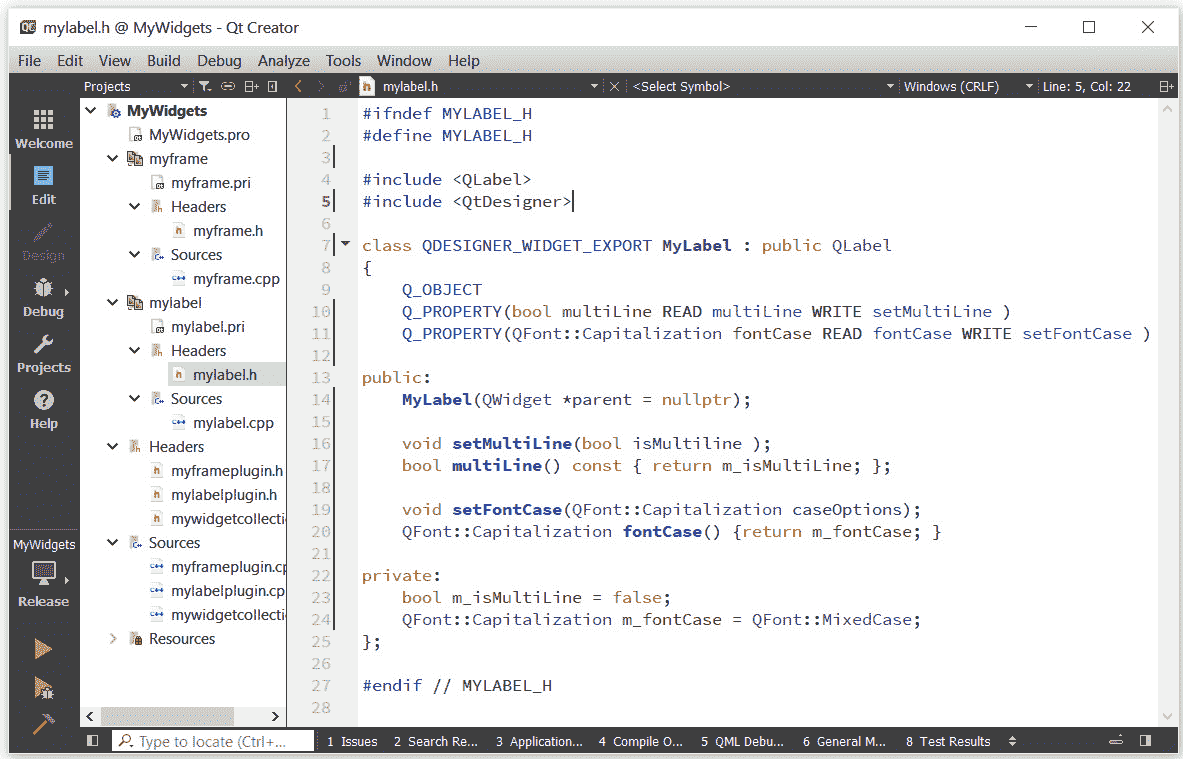 mylabel.h @ MyWidgets - Qt Creator
File Edit View Build Debug Analyze Tools Window Help
Projects
mylabel.h
<Select Symbol>
Windows (CRLF)
Line: 5, Col: 22
Welcome
Edit
Design
Debug
Projects
Help
MyWidgets
Release
MyWidgets
MyWidgets.pro
myframe
myframe.pri
Headers
myframe.h
Sources
myframe.cpp
mylabel
mylabel.pri
Headers
mylabel.h
Sources
mylabel.cpp
Headers
myframeplugin.h
mylabelplugin.h
mywidgetcollecti
Sources
myframeplugin.cp
mylabelplugin.cp
mywidgetcollecti
Resources
1 #ifndef MYLABEL_H
2 #define MYLABEL_H
3
4 #include <QLabel>
5 #include <QtDesigner>
6
7 class QDESIGNER_WIDGET_EXPORT MyLabel : public QLabel
8 {
9 Q_OBJECT
10 Q_PROPERTY(bool multiLine READ multiLine WRITE setMultiLine )
11 Q_PROPERTY(QFont::Capitalization fontCase READ fontCase WRITE setFontCase )
12
13 public:
14 MyLabel(QWidget *parent = nullptr);
15
16 void setMultiLine(bool isMultiline );
17 bool multiLine() const { return m_isMultiLine; };
18
19 void setFontCase(QFont::Capitalization caseOptions);
20 QFont::Capitalization fontCase() {return m_fontCase; }
21
22 private:
23 bool m_isMultiLine = false;
24 QFont::Capitalization m_fontCase = QFont::MixedCase;
25 };
26
27 #endif // MYLABEL_H
28
Type to locate (Ctrl+...
1 Issues 2 Search Re... 3 Application... 4 Compile O... 5 QML Debu... 6 General M... 8 Test Results